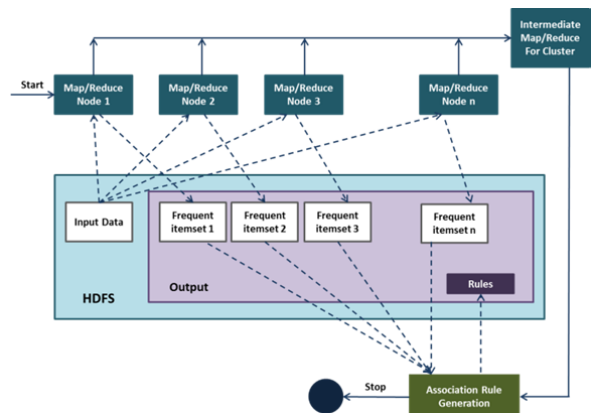 Intermediate
Map/Reduce
For Cluster
Start
Map/Reduce
Node 1
Map/Reduce
Node 2
Map/Reduce
Node 3
Map/Reduce
Node n
Input Data
Frequent
itemset 1
Frequent
itemset 2
Frequent
itemset 3
Frequent
itemset n
HDFS
Output
Rules
Stop
Association Rule
Generation